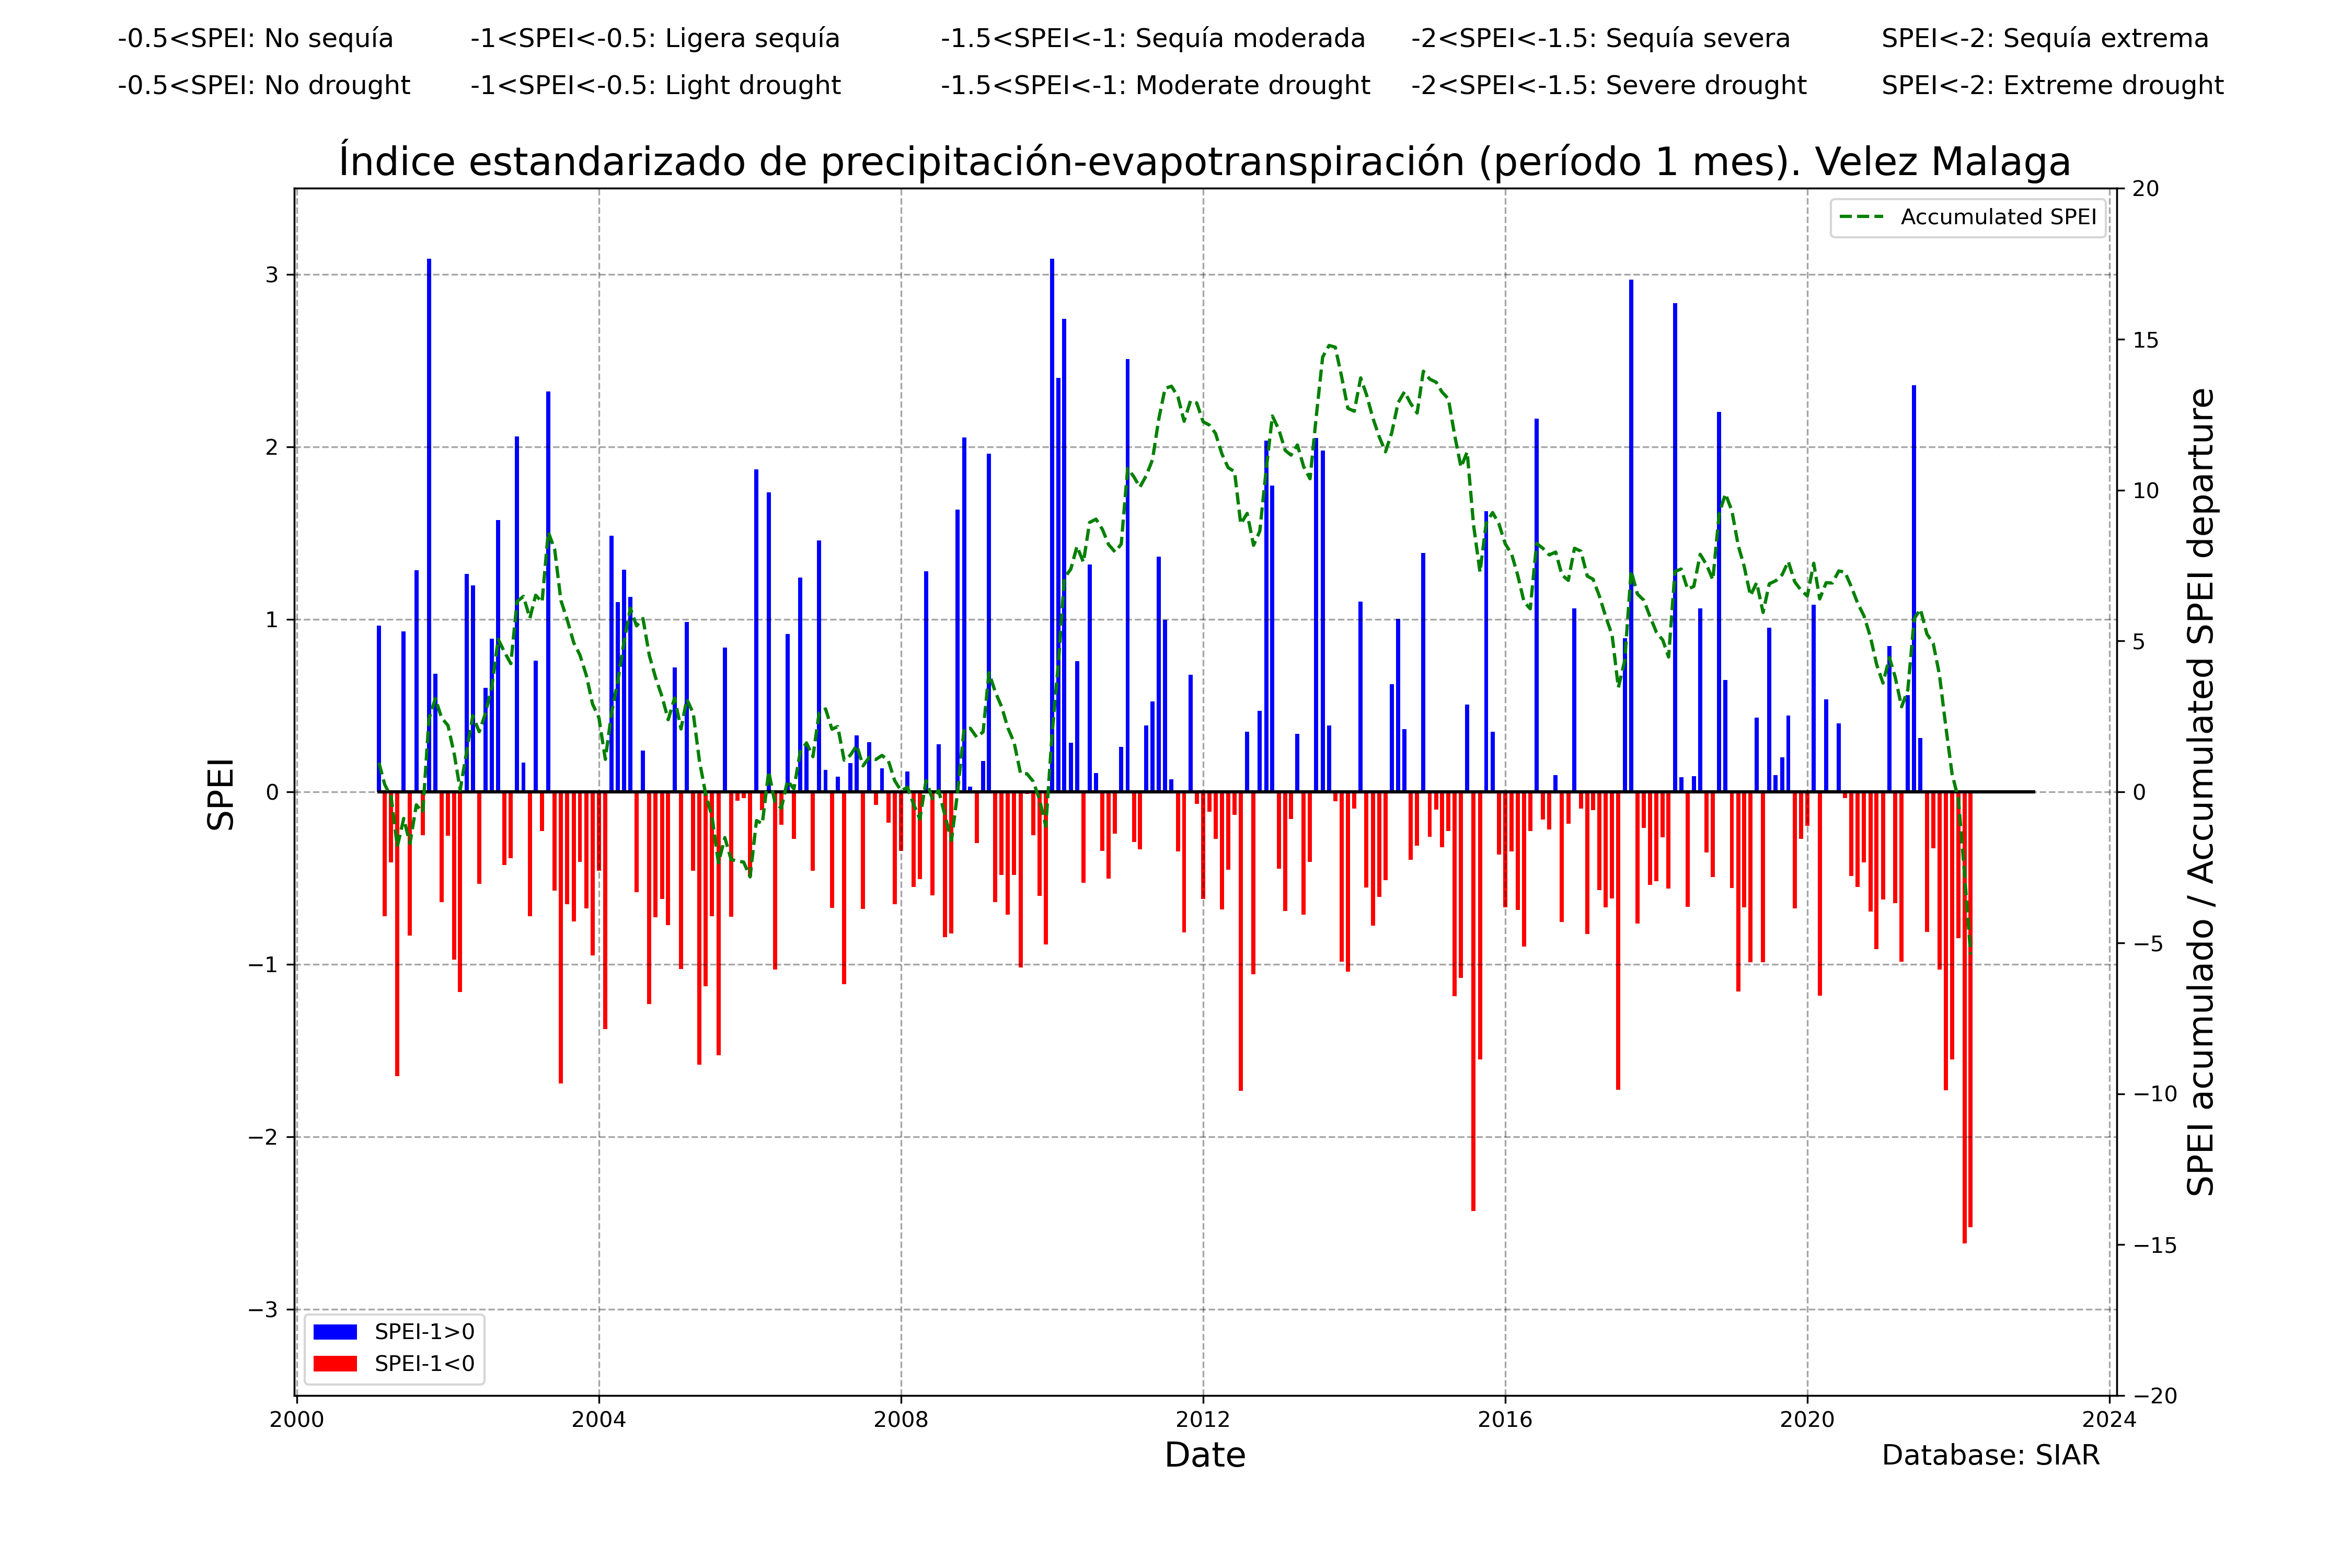 -0.5<SPEI: No sequía -1<SPEI<-0.5: Ligera sequía -1.5<SPEI<-1: Sequía moderada -2<SPEI<-1.5: Sequía severa SPEI<-2: Sequía extrema
-0.5<SPEI: No drought -1<SPEI<-0.5: Light drought -1.5<SPEI<-1: Moderate drought -2<SPEI<-1.5: Severe drought SPEI<-2: Extreme drought
Índice estandarizado de precipitación-evapotranspiración (período 1 mes). Velez Malaga
Accumulated SPEI
SPEI
3
2
1
0
−1
−2
−3
20
15
10
5
0
−5
−10
−15
−20
SPEI acumulado / Accumulated SPEI departure
SPEI-1>0
SPEI-1<0
2000 2004 2008 2012 2016 2020 2024
Date
Database: SIAR